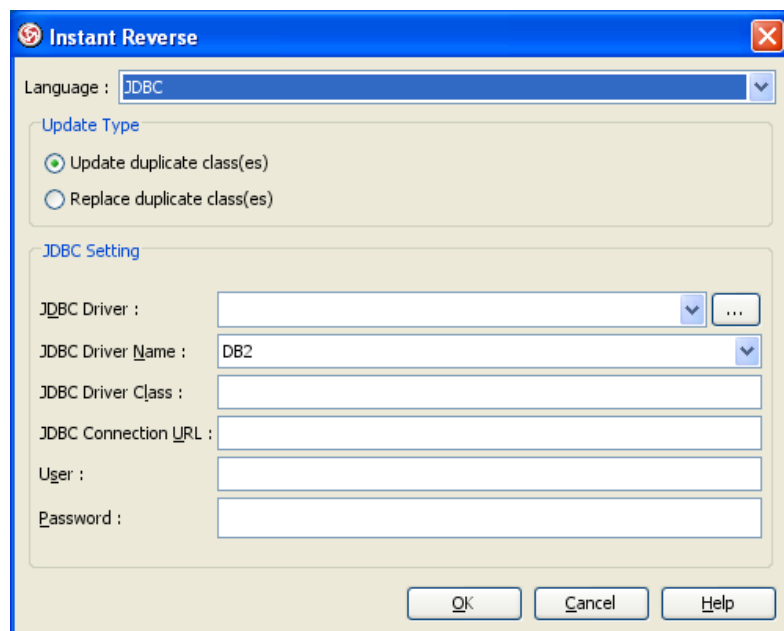 Instant Reverse
Language : JDBC
Update Type
Update duplicate class(es)
Replace duplicate class(es)
JDBC Setting
JDBC Driver :
...
JDBC Driver Name : DB2
JDBC Driver Class :
JDBC Connection URL :
User :
Password :
OK Cancel Help